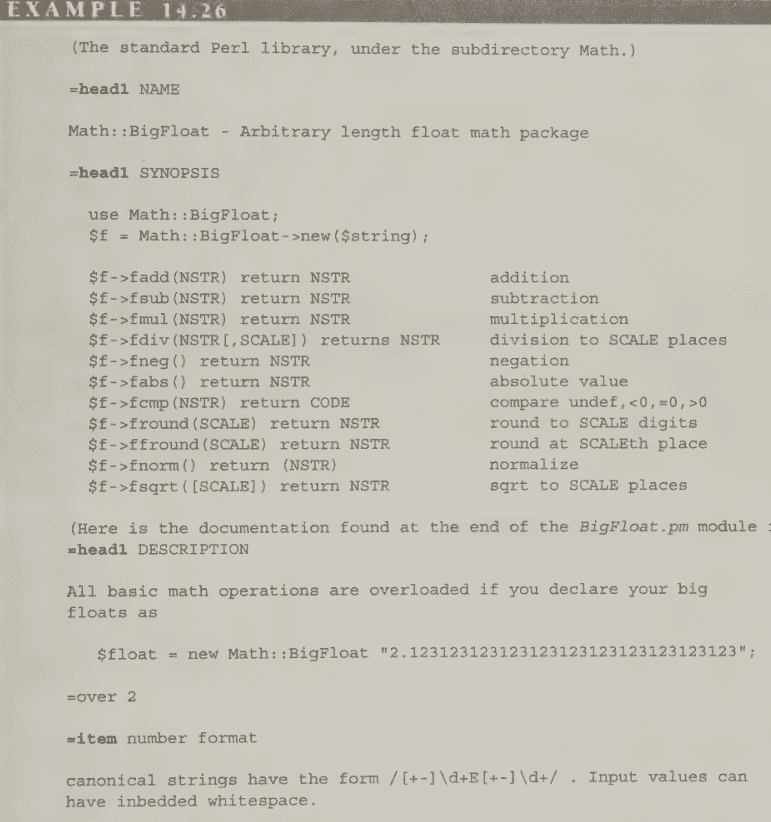 EXAMPLE 14.26
(The standard Perl library, under the subdirectory Math.)
=head1 NAME
Math::BigFloat - Arbitrary length float math package
=head1 SYNOPSIS
use Math::BigFloat;
$f = Math::BigFloat->new($string);
$f->fadd(NSTR) return NSTR addition
$f->fsub(NSTR) return NSTR subtraction
$f->fmul(NSTR) return NSTR multiplication
$f->fdiv(NSTR[,SCALE]) returns NSTR division to SCALE places
$f->fneg() return NSTR negation
$f->fabs() return NSTR absolute value
$f->fcmp(NSTR) return CODE compare undef,<0,=0,>0
$f->fround(SCALE) return NSTR round to SCALE digits
$f->ffround(SCALE) return NSTR round at SCALEth place
$f->fnorm() return (NSTR) normalize
$f->fsqrt([SCALE]) return NSTR sqrt to SCALE places
(Here is the documentation found at the end of the BigFloat.pm module
=head1 DESCRIPTION
All basic math operations are overloaded if you declare your big
floats as
$float = new Math::BigFloat "2.123123123123123123123123123123123";
=over 2
=item number format
canonical strings have the form /[+-]\d+E[+-]\d+/ . Input values can
have inbedded whitespace.